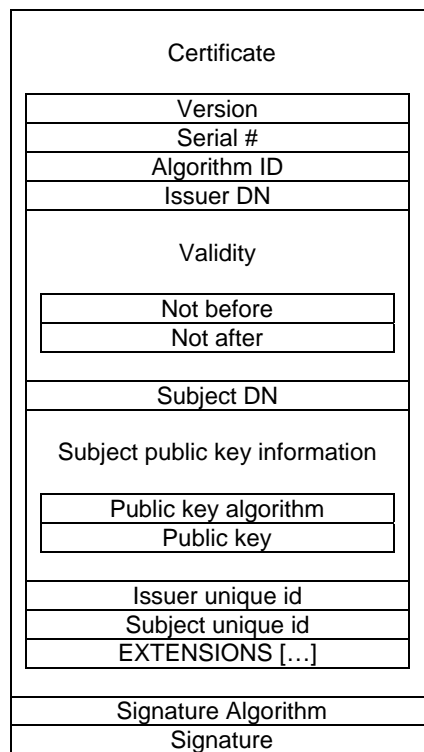 Certificate
Version
Serial #
Algorithm ID
Issuer DN
Validity
Not before
Not after
Subject DN
Subject public key information
Public key algorithm
Public key
Issuer unique id
Subject unique id
EXTENSIONS […]
Signature Algorithm
Signature